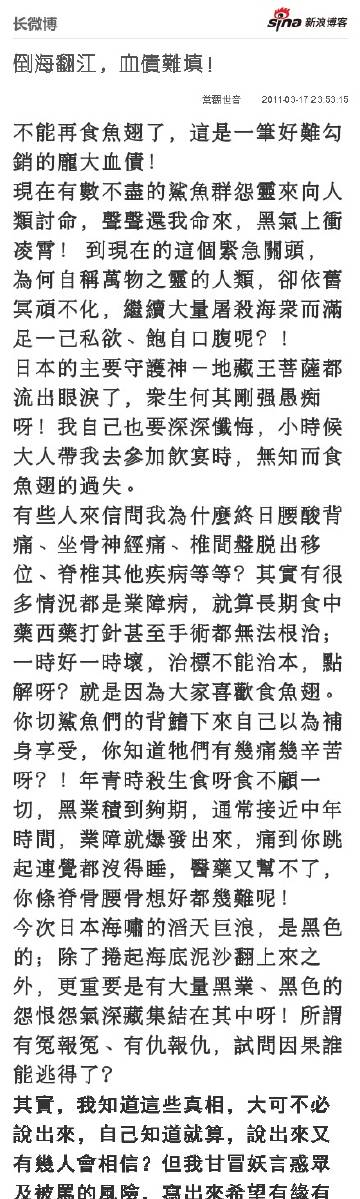 长微博
sina 新浪博客
倒海翻江，血債難填！
堂翻世音 2011-03-17 23:53:15
不能再食魚翅了，這是一筆好難勾
銷的龐大血債！
現在有數不盡的鯊魚群怨靈來向人
類討命，聲聲還我命來，黑氣上衝
凌霄！ 到現在的這個緊急關頭，
為何自稱萬物之靈的人類，卻依舊
冥頑不化，繼續大量屠殺海衆而滿
足一己私欲、飽自口腹呢？！
日本的主要守護神－地藏王菩薩都
流出眼淚了，衆生何其剛强愚痴
呀！我自己也要深深懺悔，小時候
大人帶我去參加飲宴時，無知而食
魚翅的過失。
有些人來信問我為什麼終日腰酸背
痛、坐骨神經痛、椎間盤脱出移
位、脊椎其他疾病等等？其實有很
多情況都是業障病，就算長期食中
藥西藥打針甚至手術都無法根治；
一時好一時壞，治標不能治本，點
解呀？就是因為大家喜歡食魚翅。
你切鯊魚們的背鰭下來自己以為補
身享受，你知道牠們有幾痛幾辛苦
呀？！年青時殺生食呀食不顧一
切，黑業積到夠期，通常接近中年
時間，業障就爆發出來，痛到你跳
起連覺都沒得睡，醫藥又幫不了，
你條脊骨腰骨想好都幾難呢！
今次日本海嘯的滔天巨浪，是黑色
的；除了捲起海底泥沙翻上來之
外，更重要是有大量黑業、黑色的
怨恨怨氣深藏集結在其中呀！所謂
有冤報冤、有仇報仇，試問因果誰
能逃得了？
其實，我知道這些真相，大可不必
說出來，自己知道就算，說出來又
有幾人會相信？但我甘冒妖言惑眾
及被罵的風險，寫出來希望有緣有